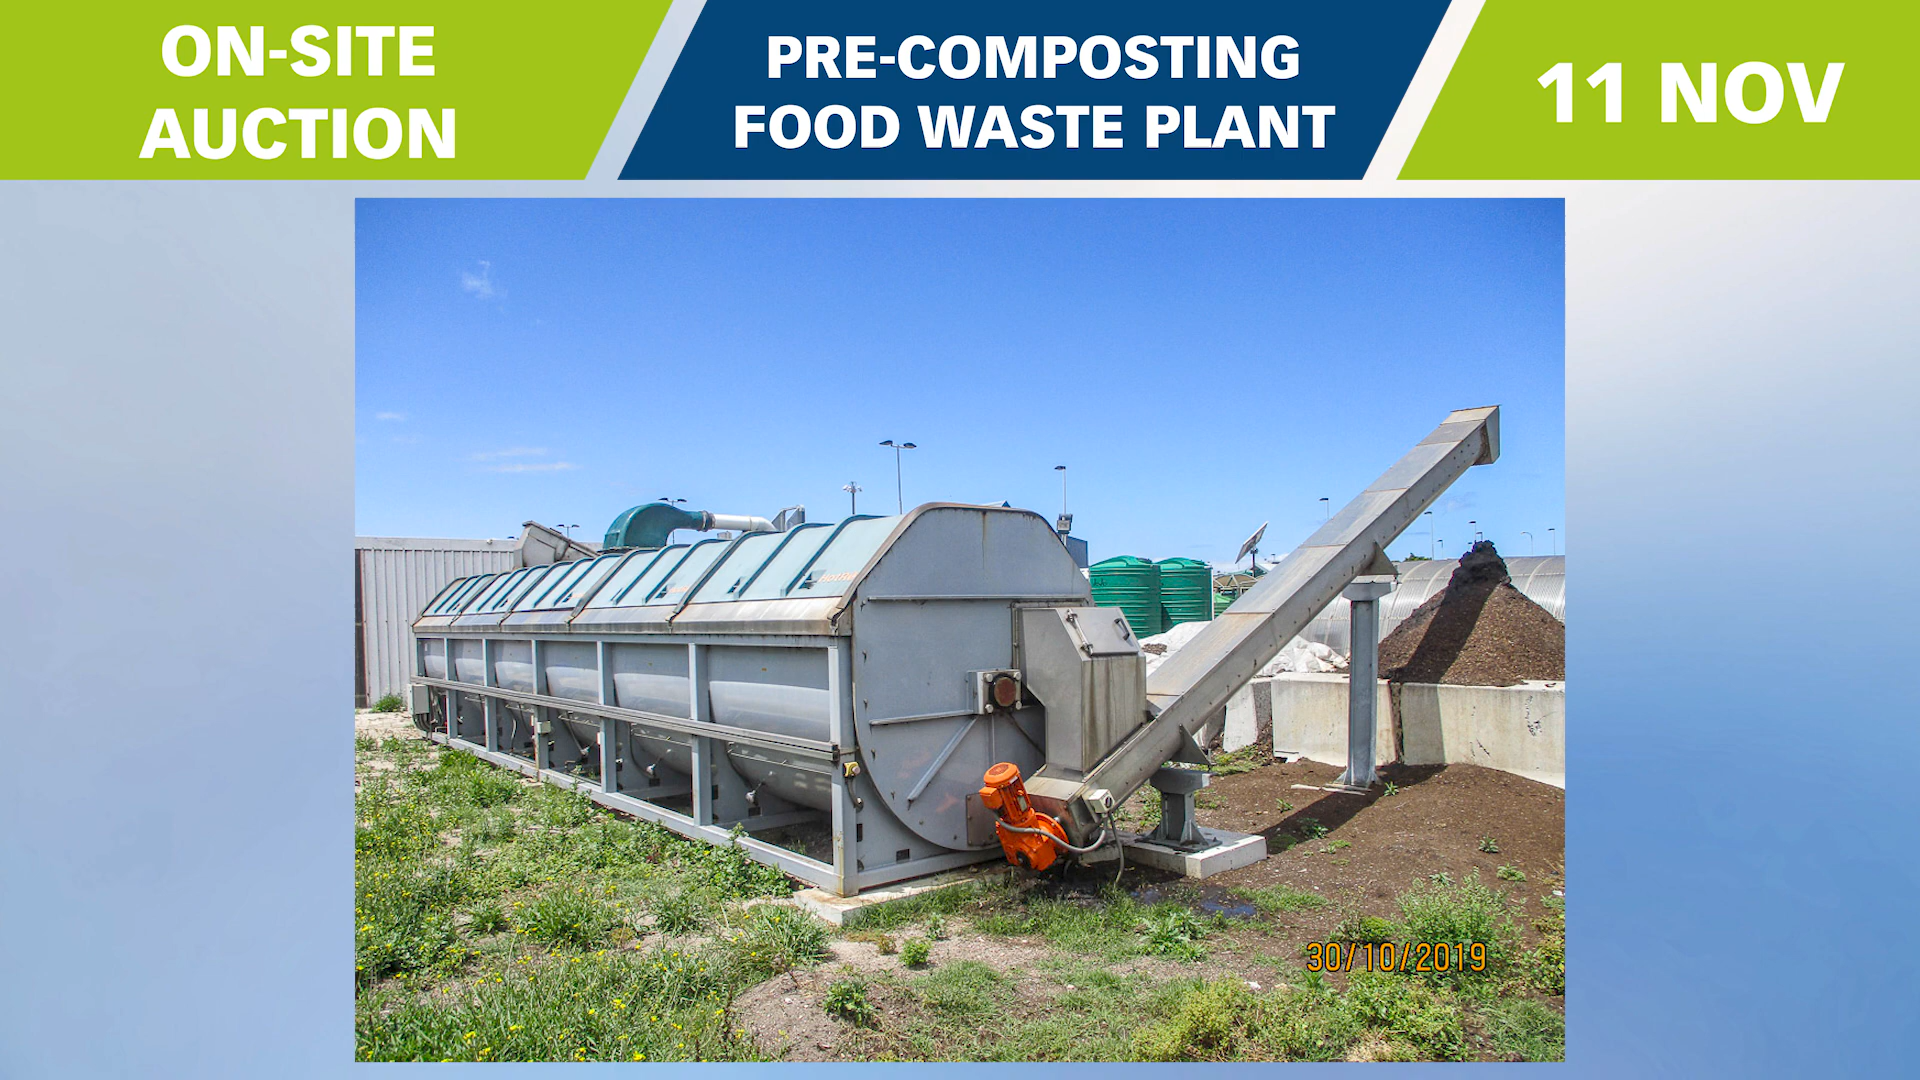 ON-SITE
AUCTION
PRE-COMPOSTING
FOOD WASTE PLANT
11 NOV
30/10/2019